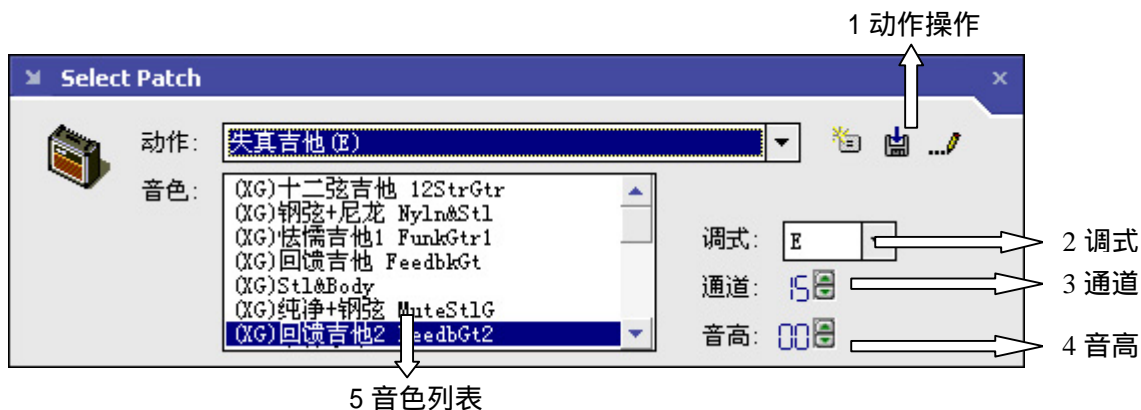 1 动作操作
Select Patch
动作: 失真吉他(E)
音色:
(XG)十二弦吉他 12StrGtr
(XG)钢弦+尼龙 Nyln&Stl
(XG)怯懦吉他1 FunkGtr1
(XG)回馈吉他 FeedbkGt
(XG)Stl&Body
(XG)纯净+钢弦 MuteStlG
(XG)回馈吉他2 FeedbGt2
调式: E
2 调式
通道: 15
3 通道
音高: 00
4 音高
5 音色列表